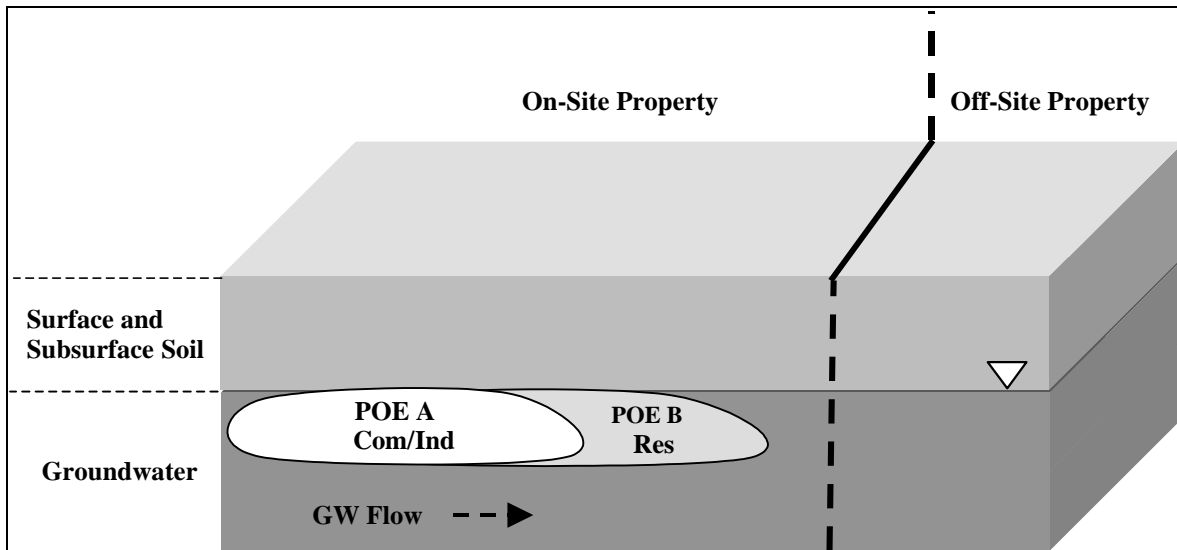 On-Site Property
Off-Site Property
Surface and
Subsurface Soil
POE A
Com/Ind
POE B
Res
Groundwater
GW Flow